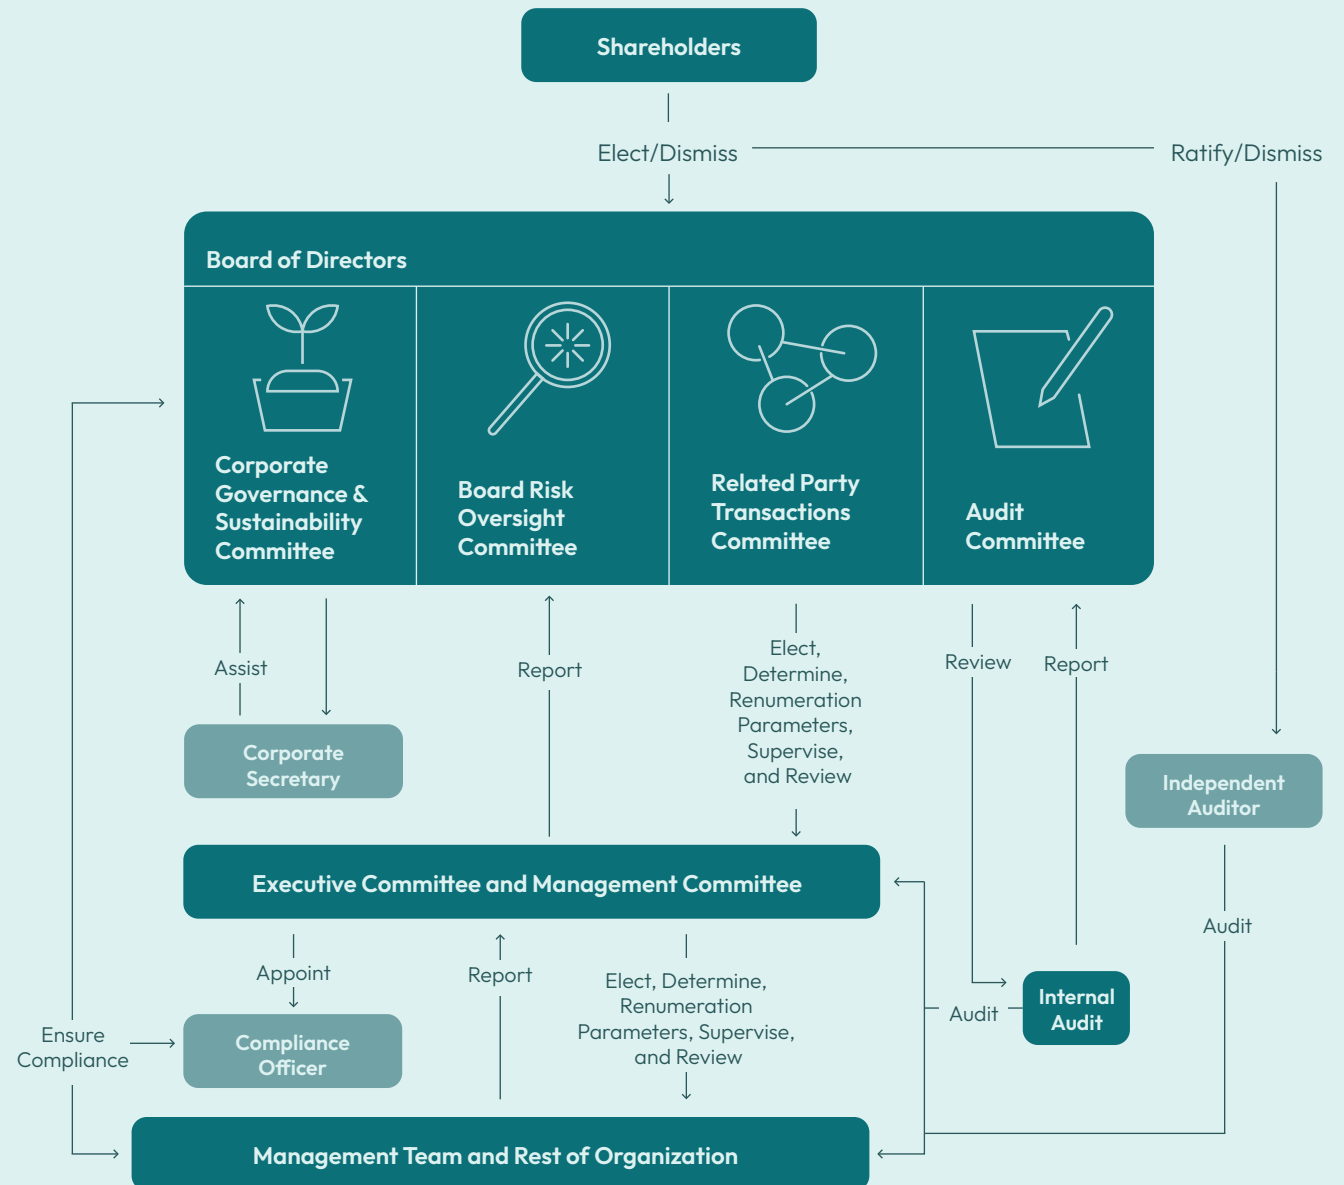 Shareholders
Elect/Dismiss
Ratify/Dismiss
Board of Directors
Corporate
Governance &
Sustainability
Committee
Board Risk
Oversight
Committee
Related Party
Transactions
Committee
Audit
Committee
Assist
Report
Elect,
Determine,
Renumeration
Parameters,
Supervise,
and Review
Review
Report
Corporate
Secretary
Independent
Auditor
Executive Committee and Management Committee
Audit
Appoint
Report
Elect, Determine,
Renumeration
Parameters, Supervise,
and Review
Audit
Internal
Audit
Ensure
Compliance
Compliance
Officer
Management Team and Rest of Organization